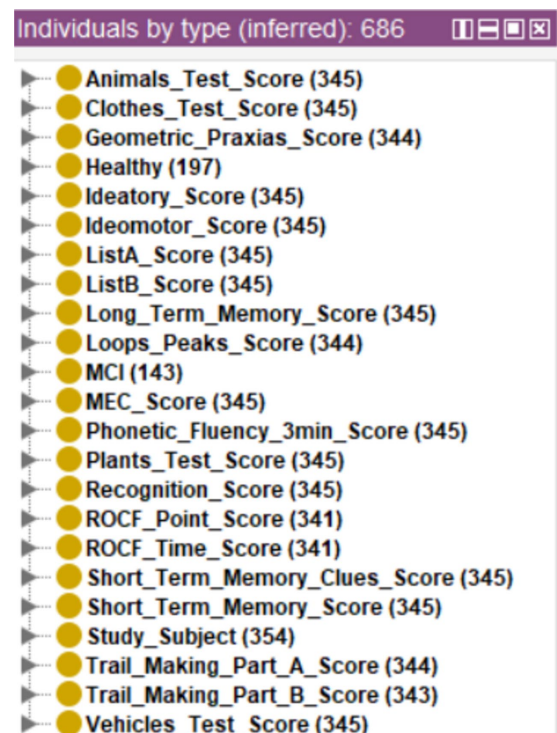 Individuals by type (inferred): 686
Animals_Test_Score (345)
Clothes_Test_Score (345)
Geometric_Praxias_Score (344)
Healthy (197)
Ideatory_Score (345)
Ideomotor_Score (345)
ListA_Score (345)
ListB_Score (345)
Long_Term_Memory_Score (345)
Loops_Peaks_Score (344)
MCI (143)
MEC_Score (345)
Phonetic_Fluency_3min_Score (345)
Plants_Test_Score (345)
Recognition_Score (345)
ROCF_Point_Score (341)
ROCF_Time_Score (341)
Short_Term_Memory_Clues_Score (345)
Short_Term_Memory_Score (345)
Study_Subject (354)
Trail_Making_Part_A_Score (344)
Trail_Making_Part_B_Score (343)
Vehicles_Test_Score (345)